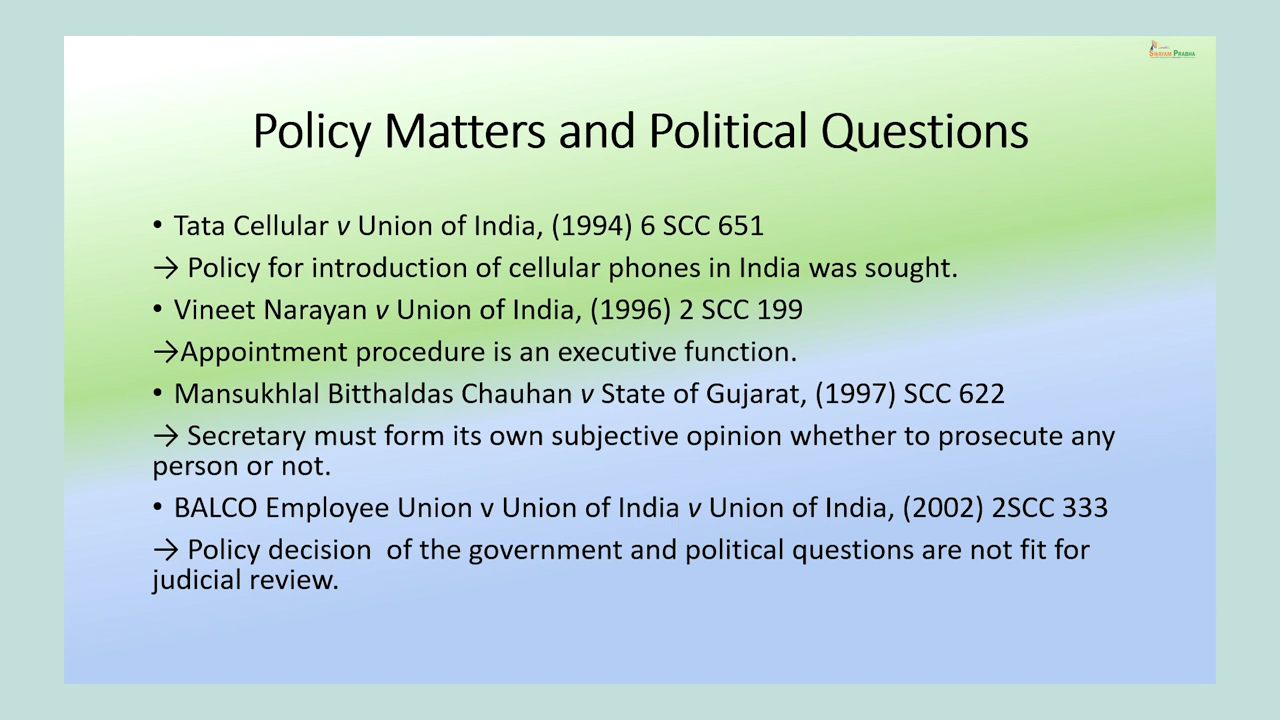 SWAYAM PRABHA
Policy Matters and Political Questions
• Tata Cellular v Union of India, (1994) 6 SCC 651
→ Policy for introduction of cellular phones in India was sought.
• Vineet Narayan v Union of India, (1996) 2 SCC 199
→Appointment procedure is an executive function.
• Mansukhlal Bitthaldas Chauhan v State of Gujarat, (1997) SCC 622
→ Secretary must form its own subjective opinion whether to prosecute any
person or not.
• BALCO Employee Union v Union of India v Union of India, (2002) 2SCC 333
→ Policy decision  of the government and political questions are not fit for
judicial review.